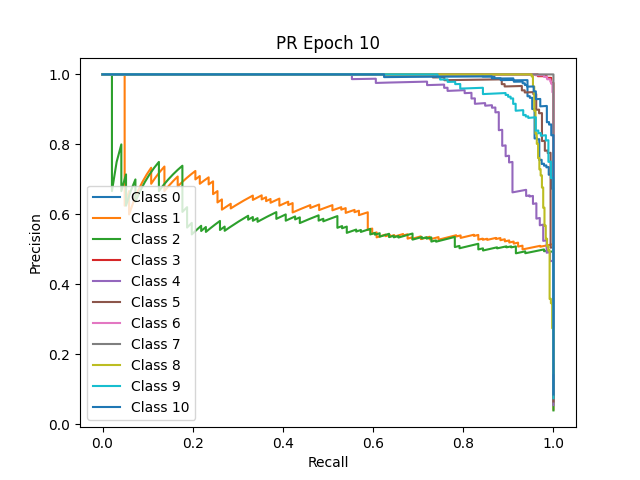 PR Epoch 10
Precision
1.0
0.8
0.6
0.4
0.2
0.0
Class 0
Class 1
Class 2
Class 3
Class 4
Class 5
Class 6
Class 7
Class 8
Class 9
Class 10
0.0 0.2 0.4 0.6 0.8 1.0
Recall